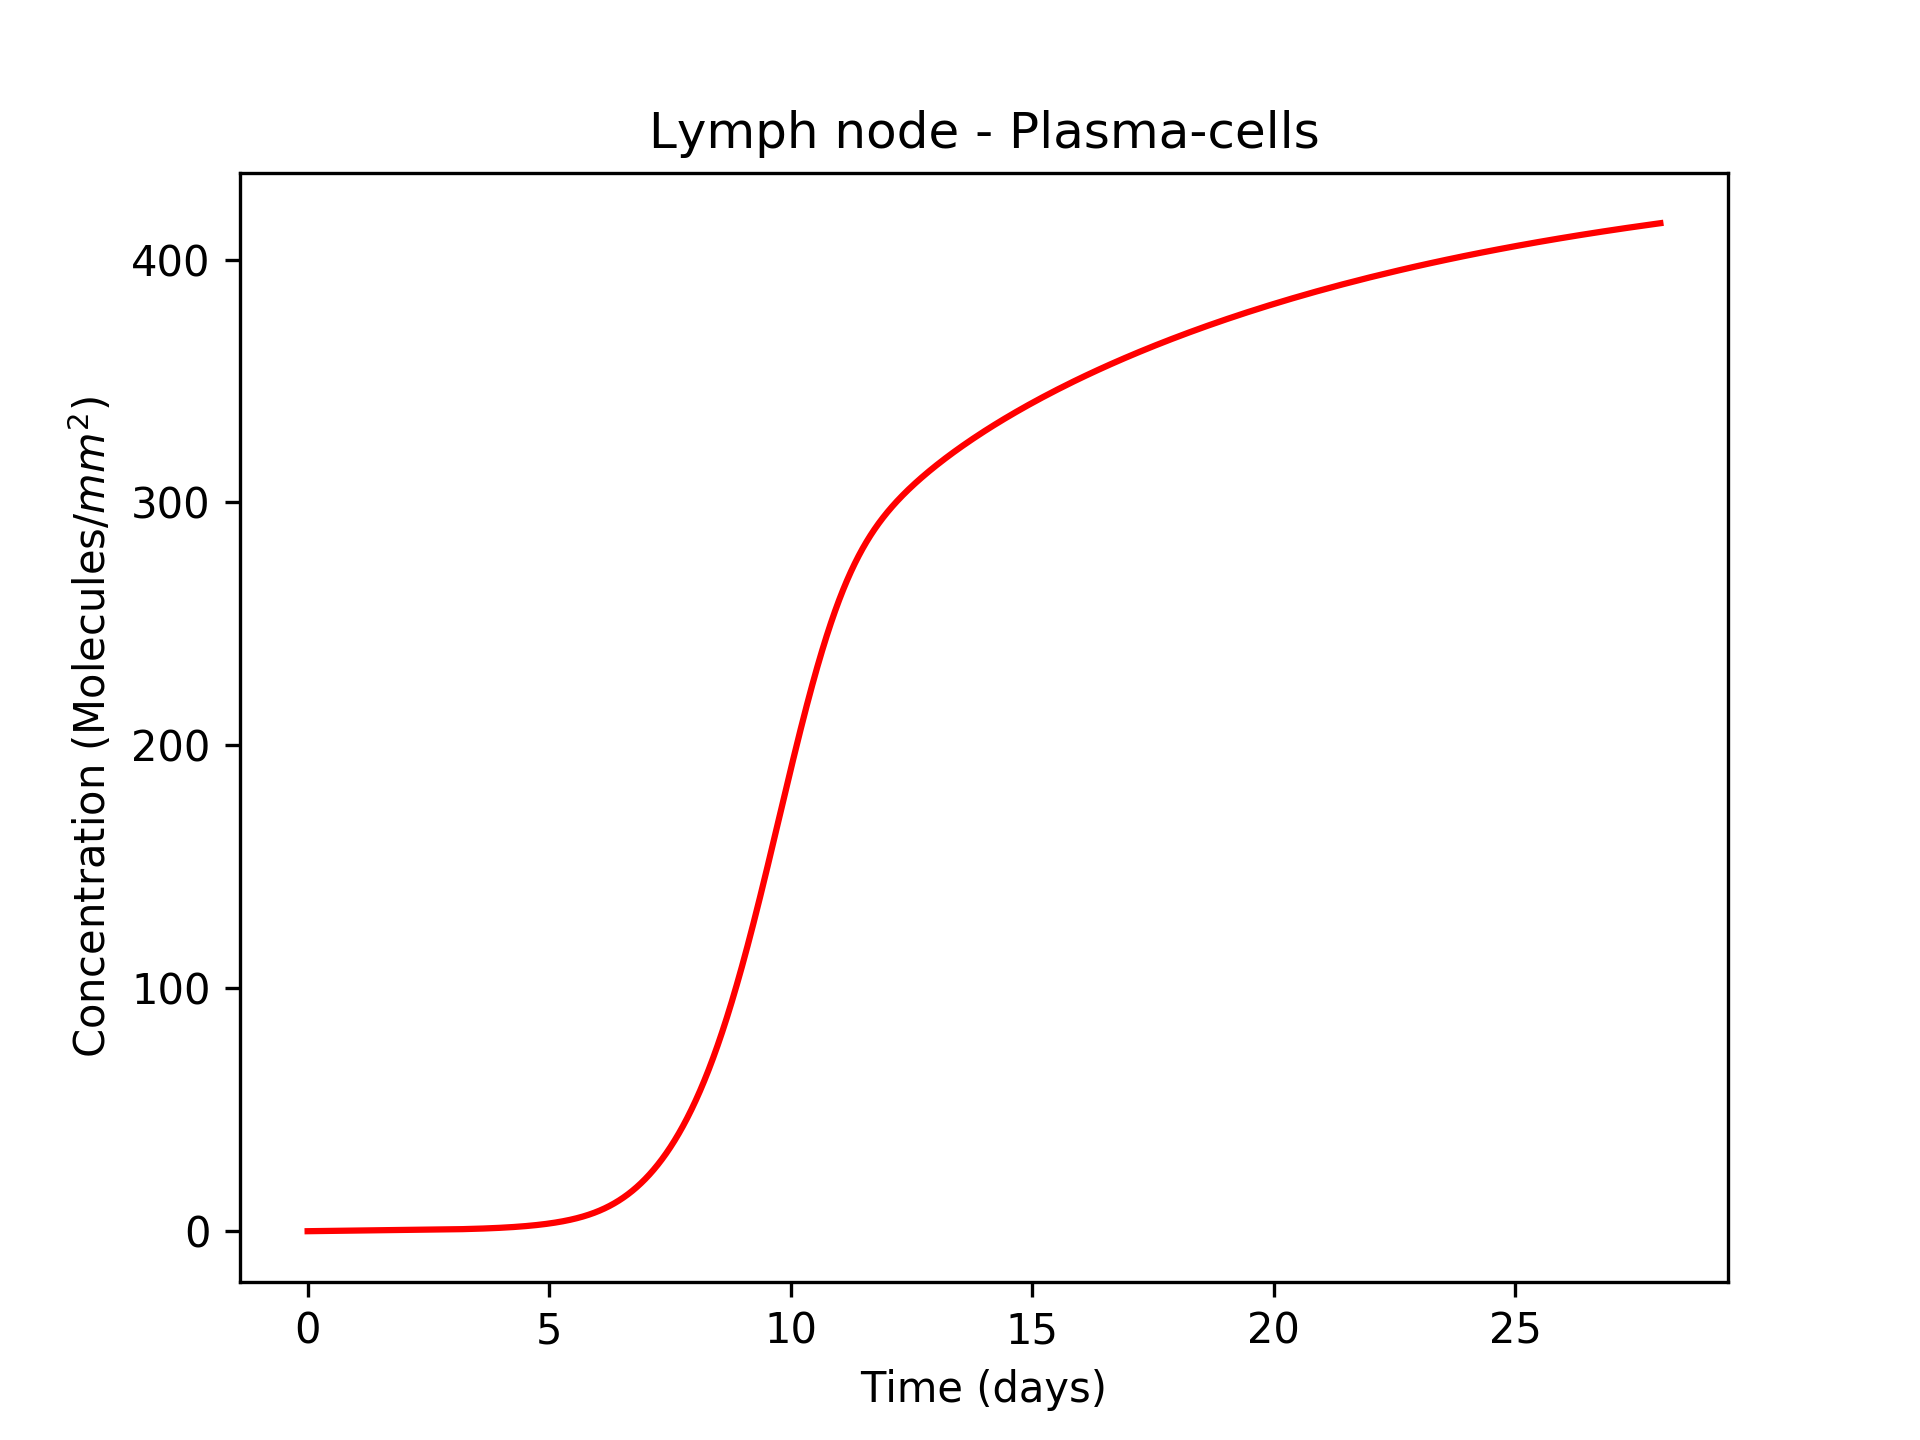 Lymph node - Plasma-cells
Concentration (Molecules/mm²)
400
300
200
100
0
0 5 10 15 20 25
Time (days)